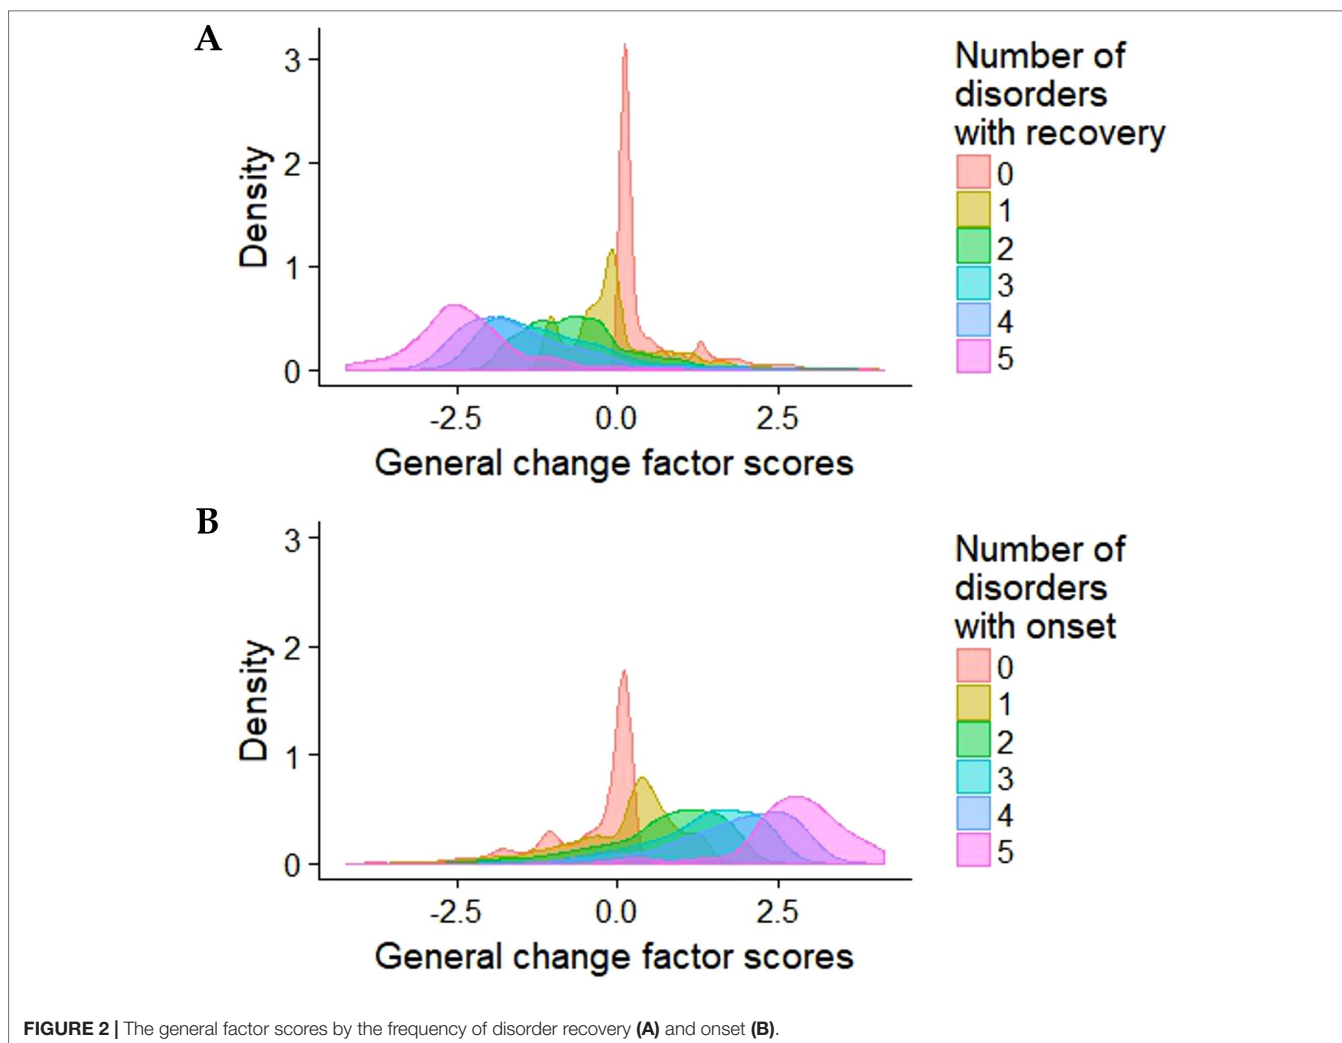 A
3
2
1
0
Density
-2.5 0.0 2.5
General change factor scores
Number of
disorders
with recovery
0
1
2
3
4
5
B
3
2
1
0
Density
-2.5 0.0 2.5
General change factor scores
Number of
disorders
with onset
0
1
2
3
4
5
FIGURE 2 | The general factor scores by the frequency of disorder recovery (A) and onset (B).